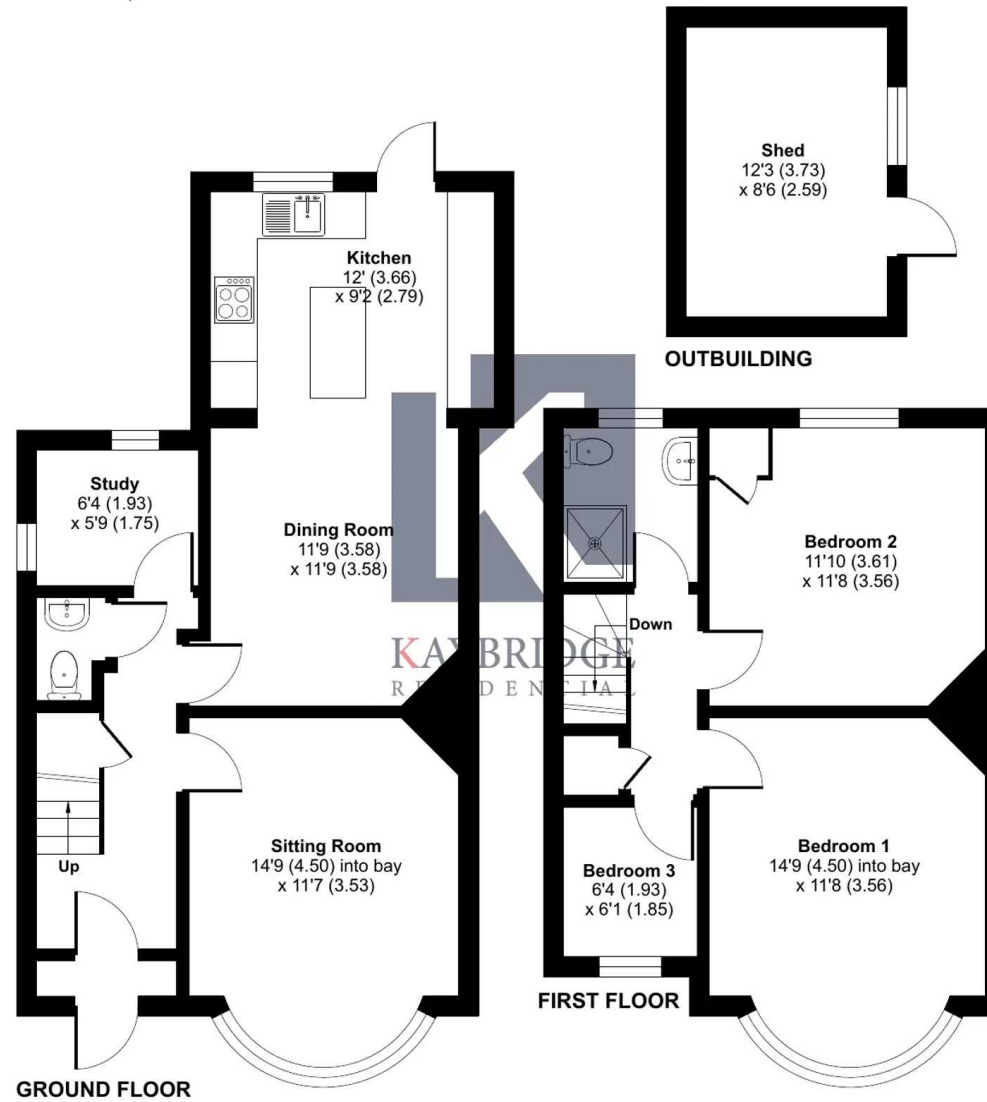 Shed
12'3 (3.73)
x 8'6 (2.59)
OUTBUILDING
Kitchen
12' (3.66)
x 9'2 (2.79)
Study
6'4 (1.93)
x 5'9 (1.75)
Dining Room
11'9 (3.58)
x 11'9 (3.58)
Sitting Room
14'9 (4.50) into bay
x 11'7 (3.53)
Up
GROUND FLOOR
Bedroom 2
11'10 (3.61)
x 11'8 (3.56)
Down
Bedroom 1
14'9 (4.50) into bay
x 11'8 (3.56)
Bedroom 3
6'4 (1.93)
x 6'1 (1.85)
FIRST FLOOR
KAYBRIDGE
RESIDENTIAL